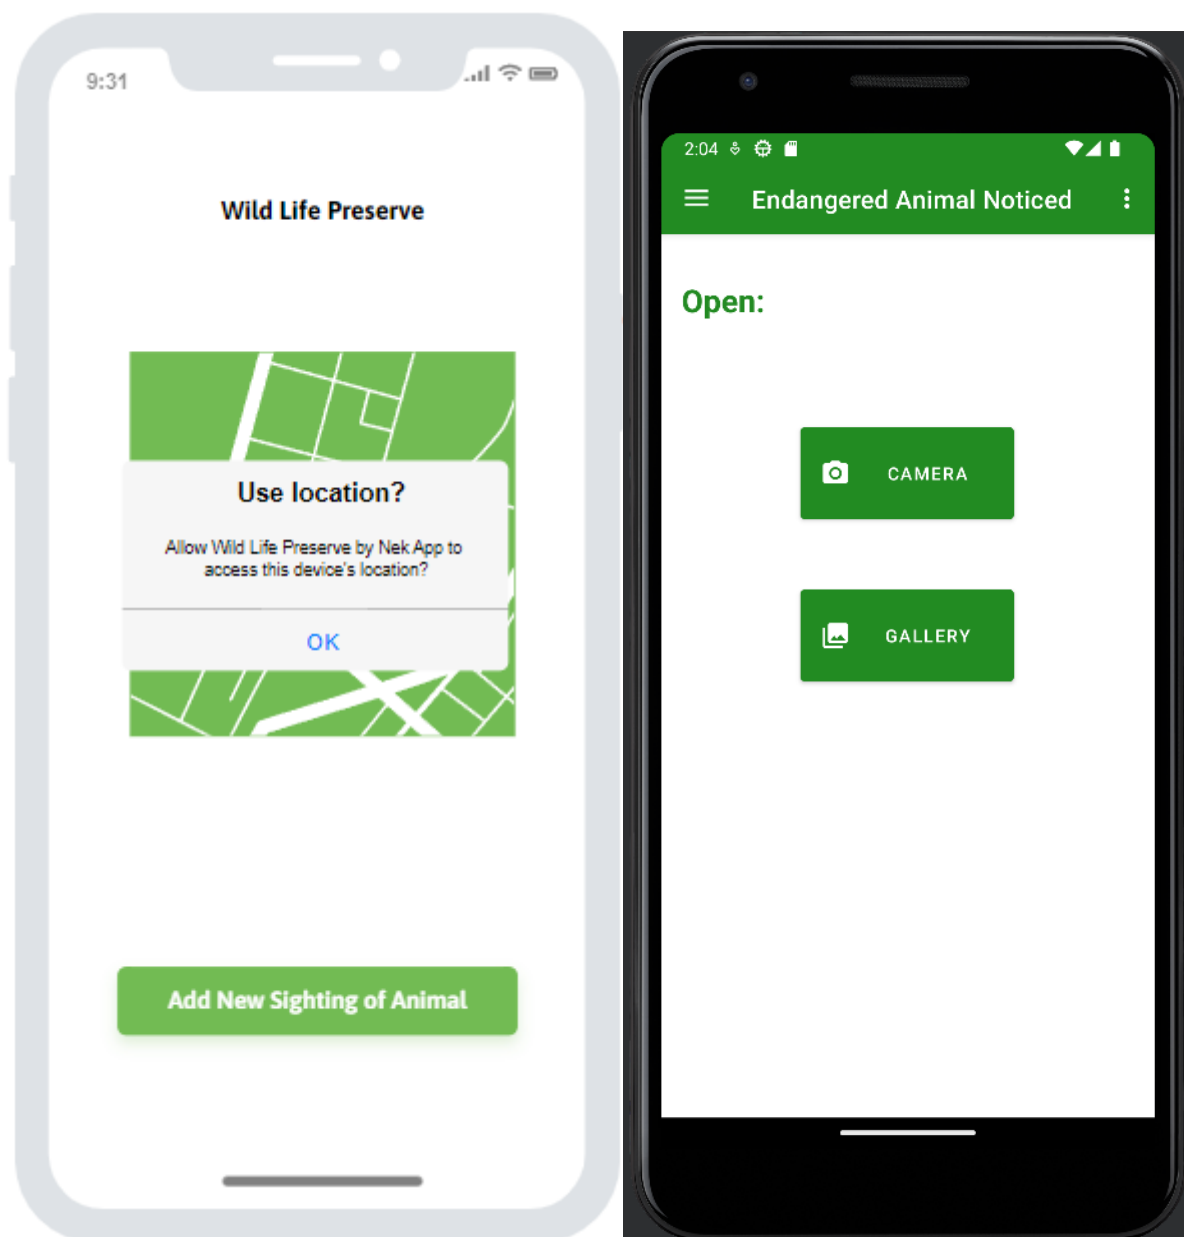 9:31
Wild Life Preserve
Use location?
Allow Wild Life Preserve by Nek App to
access this device's location?
OK
Add New Sighting of Animal
2:04
Endangered Animal Noticed
Open:
CAMERA
GALLERY